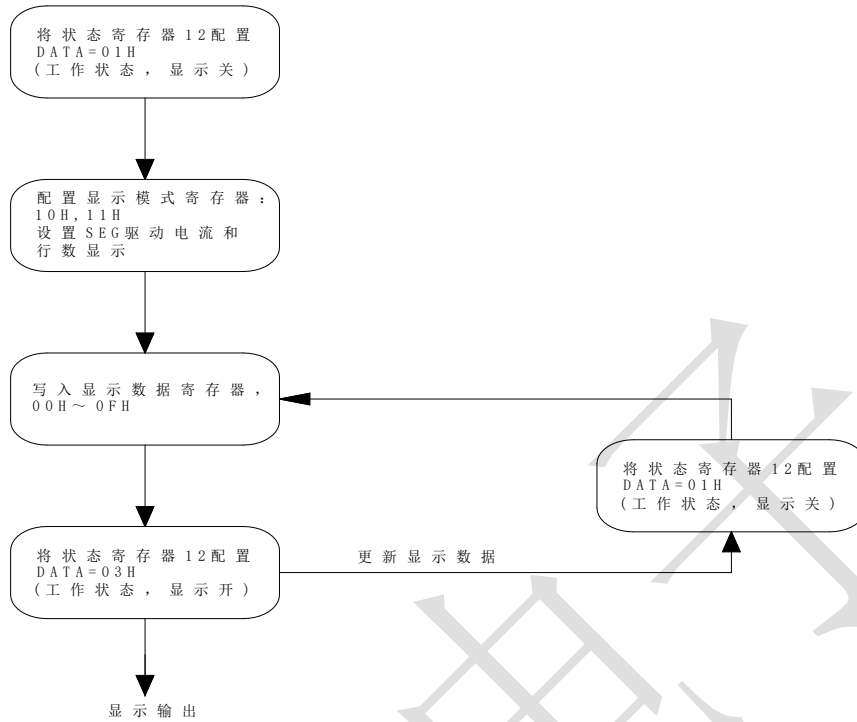 将状态寄存器12配置
DATA=01H
(工作状态，显示关)
配置显示模式寄存器：
10H,11H
设置SEG驱动电流和
行数显示
写入显示数据寄存器，
00H～0FH
将状态寄存器12配置
DATA=03H
(工作状态，显示开)
更新显示数据
将状态寄存器12配置
DATA=01H
(工作状态，显示关)
显示输出